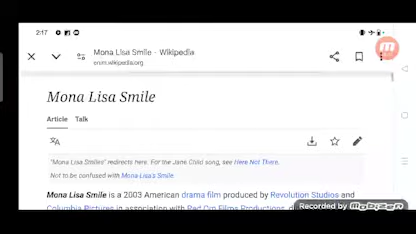 2:17
Mona Lisa Smile - Wikipedia
en.m.wikipedia.org
Mona Lisa Smile
Article Talk
"Mona Lisa Smiles" redirects here. For the Jane Child song, see Here Not There.
Not to be confused with Mona Lisa's Smile.
Mona Lisa Smile is a 2003 American drama film produced by Revolution Studios and
Columbia Pictures in association with Red Om Films Productions,
Recorded by MOBIZEN